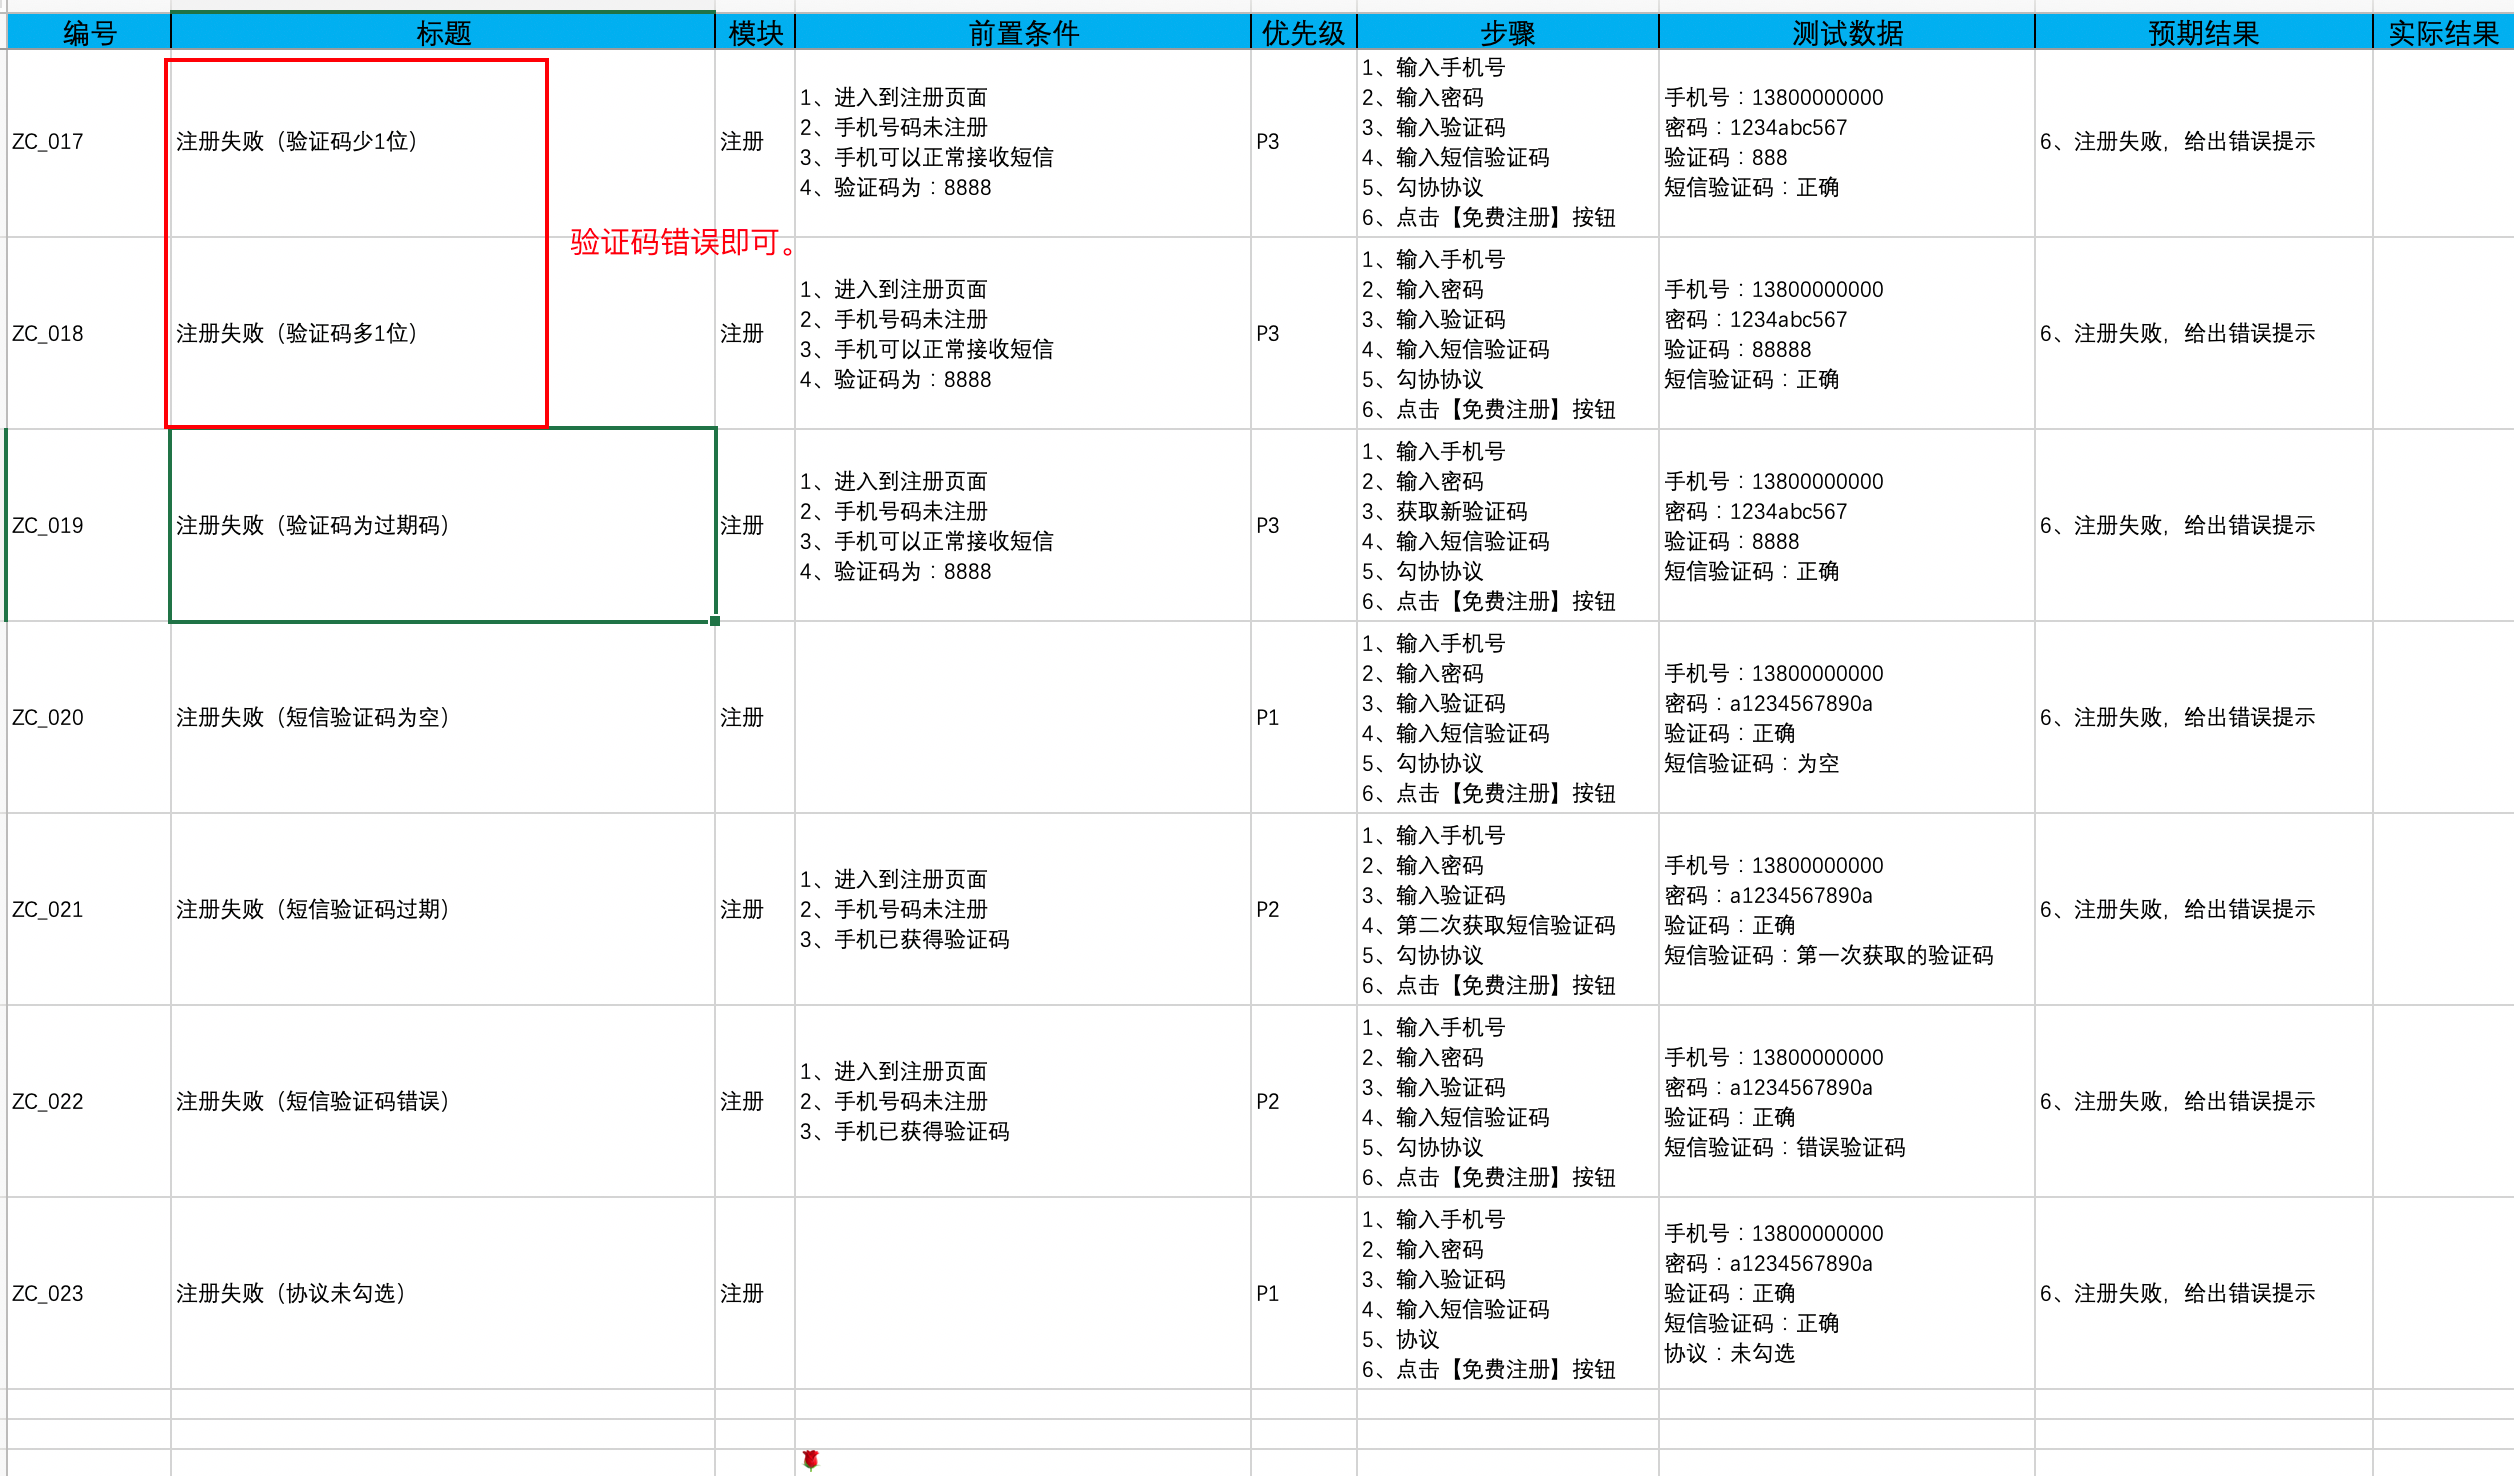 编号 标题 模块 前置条件 优先级 步骤 测试数据 预期结果 实际结果
ZC_017
注册失败（验证码少1位）
注册
1、进入到注册页面
2、手机号码未注册
3、手机可以正常接收短信
4、验证码为：8888
P3
1、输入手机号
2、输入密码
3、输入验证码
4、输入短信验证码
5、勾协协议
6、点击【免费注册】按钮
手机号：13800000000
密码：1234abc567
验证码：888
短信验证码：正确
6、注册失败，给出错误提示
验证码错误即可。
ZC_018
注册失败（验证码多1位）
注册
1、进入到注册页面
2、手机号码未注册
3、手机可以正常接收短信
4、验证码为：8888
P3
1、输入手机号
2、输入密码
3、输入验证码
4、输入短信验证码
5、勾协协议
6、点击【免费注册】按钮
手机号：13800000000
密码：1234abc567
验证码：88888
短信验证码：正确
6、注册失败，给出错误提示
ZC_019
注册失败（验证码为过期码）
注册
1、进入到注册页面
2、手机号码未注册
3、手机可以正常接收短信
4、验证码为：8888
P3
1、输入手机号
2、输入密码
3、获取新验证码
4、输入短信验证码
5、勾协协议
6、点击【免费注册】按钮
手机号：13800000000
密码：1234abc567
验证码：8888
短信验证码：正确
6、注册失败，给出错误提示
ZC_020
注册失败（短信验证码为空）
注册
P1
1、输入手机号
2、输入密码
3、输入验证码
4、输入短信验证码
5、勾协协议
6、点击【免费注册】按钮
手机号：13800000000
密码：a1234567890a
验证码：正确
短信验证码：为空
6、注册失败，给出错误提示
ZC_021
注册失败（短信验证码过期）
注册
1、进入到注册页面
2、手机号码未注册
3、手机已获得验证码
P2
1、输入手机号
2、输入密码
3、输入验证码
4、第二次获取短信验证码
5、勾协协议
6、点击【免费注册】按钮
手机号：13800000000
密码：a1234567890a
验证码：正确
短信验证码：第一次获取的验证码
6、注册失败，给出错误提示
ZC_022
注册失败（短信验证码错误）
注册
1、进入到注册页面
2、手机号码未注册
3、手机已获得验证码
P2
1、输入手机号
2、输入密码
3、输入验证码
4、输入短信验证码
5、勾协协议
6、点击【免费注册】按钮
手机号：13800000000
密码：a1234567890a
验证码：正确
短信验证码：错误验证码
6、注册失败，给出错误提示
ZC_023
注册失败（协议未勾选）
注册
P1
1、输入手机号
2、输入密码
3、输入验证码
4、输入短信验证码
5、协议
6、点击【免费注册】按钮
手机号：13800000000
密码：a1234567890a
验证码：正确
短信验证码：正确
协议：未勾选
6、注册失败，给出错误提示